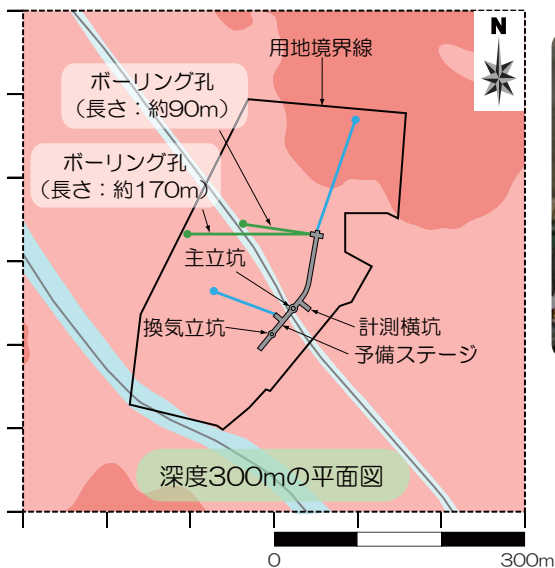 N
用地境界線
ボーリング孔
（長さ：約90m）
ボーリング孔
（長さ：約170m）
主立坑
換気立坑
計測横坑
予備ステージ
深度300mの平面図
0
300m